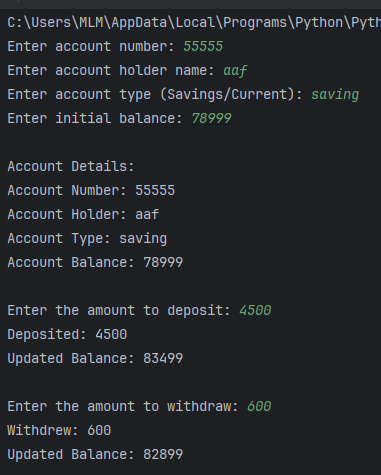 C:\Users\MLM\AppData\Local\Programs\Python\Pyth
Enter account number: 55555
Enter account holder name: aaf
Enter account type (Savings/Current): saving
Enter initial balance: 78999
Account Details:
Account Number: 55555
Account Holder: aaf
Account Type: saving
Account Balance: 78999
Enter the amount to deposit: 4500
Deposited: 4500
Updated Balance: 83499
Enter the amount to withdraw: 600
Withdrew: 600
Updated Balance: 82899